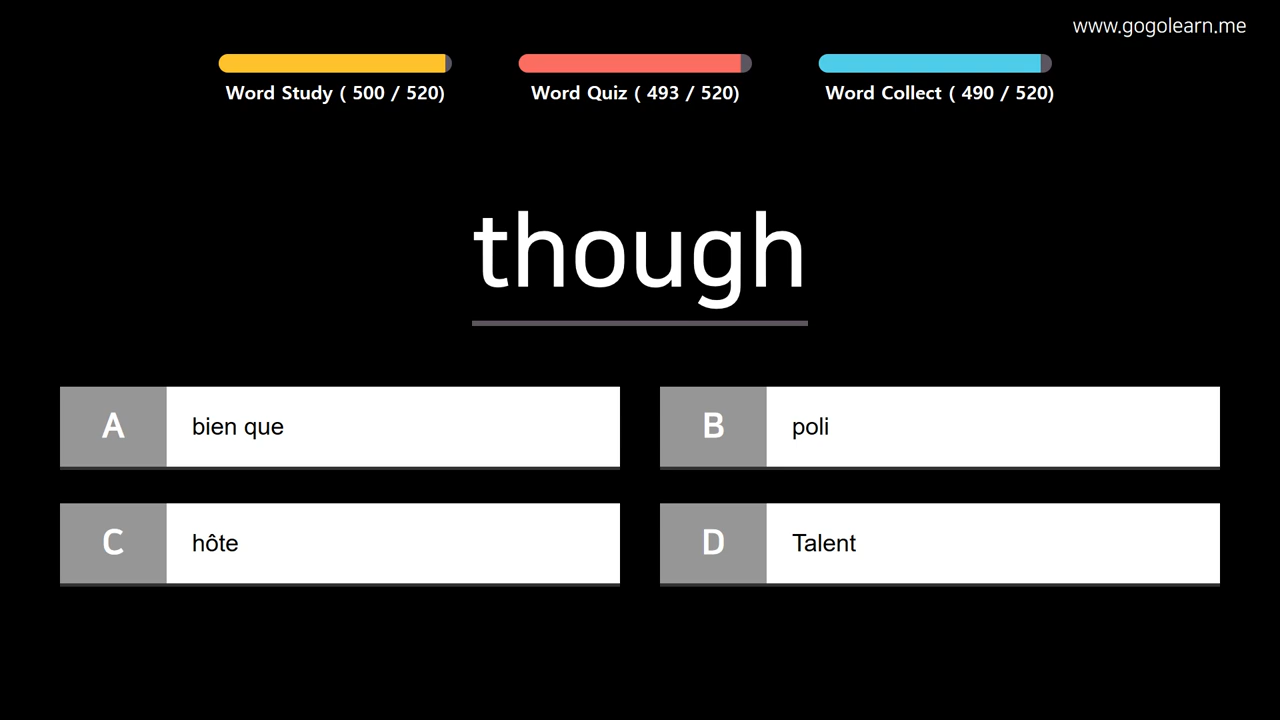 www.gogolearn.me
Word Study ( 500 / 520)
Word Quiz ( 493 / 520)
Word Collect ( 490 / 520)
though
A bien que
B poli
C hôte
D Talent